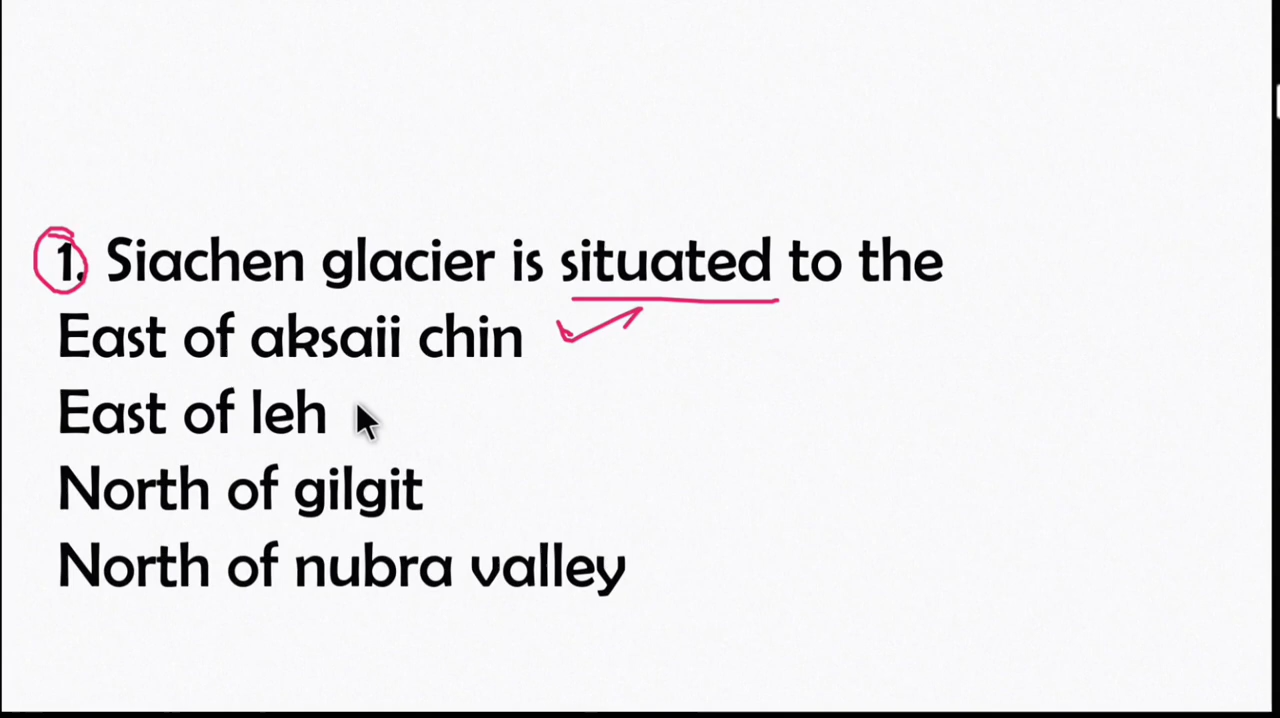 1. Siachen glacier is situated to the
East of aksaii chin
East of leh
North of gilgit
North of nubra valley